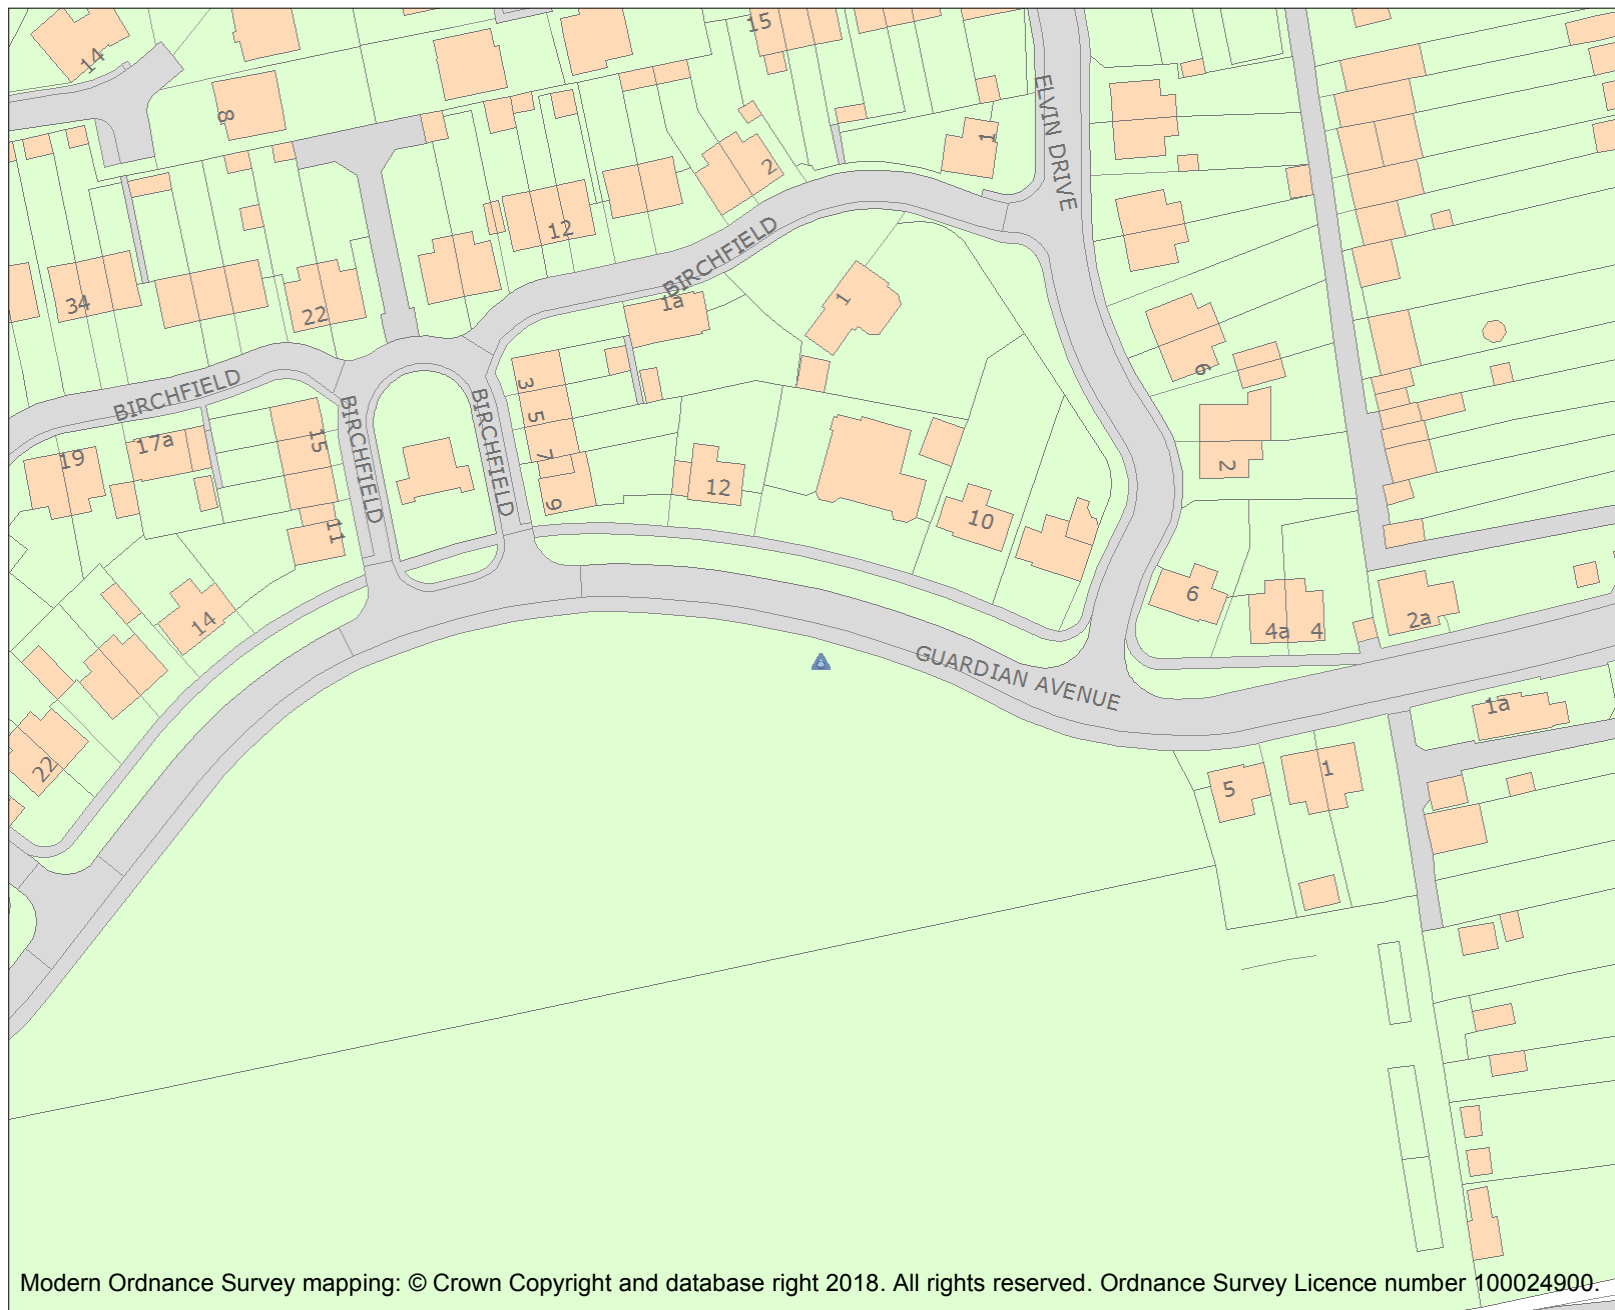 14
15
8
ELVIN DRIVE
1
2
12
BIRCHFIELD
34
22
1a
1
BIRCHFIELD
3
6
5
BIRCHFIELD
BIRCHFIELD
19
17a
15
7
2
12
9
10
11
14
6
4a
4
2a
GUARDIAN AVENUE
1a
22
5
1
Modern Ordnance Survey mapping: © Crown Copyright and database right 2018. All rights reserved. Ordnance Survey Licence number 100024900.